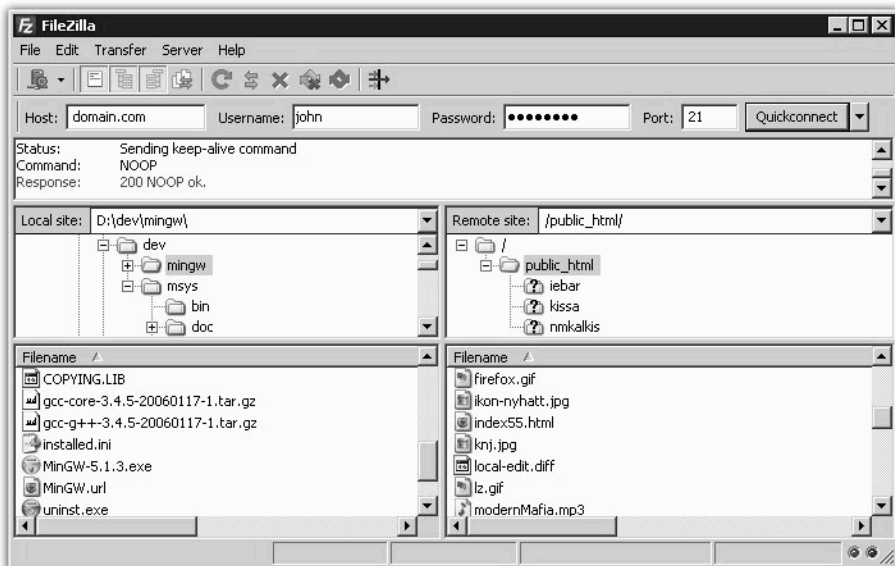 FileZilla
File Edit Transfer Server Help
Host: domain.com Username: john Password: ●●●●●●●● Port: 21 Quickconnect
Status: Sending keep-alive command
Command: NOOP
Response: 200 NOOP ok.
Local site: D:\dev\mingw\
dev
mingw
msys
bin
doc
Remote site: /public_html/
/
public_html
iebar
kissa
nmkalkis
Filename
COPYING.LIB
gcc-core-3.4.5-20060117-1.tar.gz
gcc-g++-3.4.5-20060117-1.tar.gz
installed.ini
MinGW-5.1.3.exe
MinGW.url
uninst.exe
Filename
firefox.gif
ikon-nyhatt.jpg
index55.html
knj.jpg
local-edit.diff
lz.gif
modernMafia.mp3